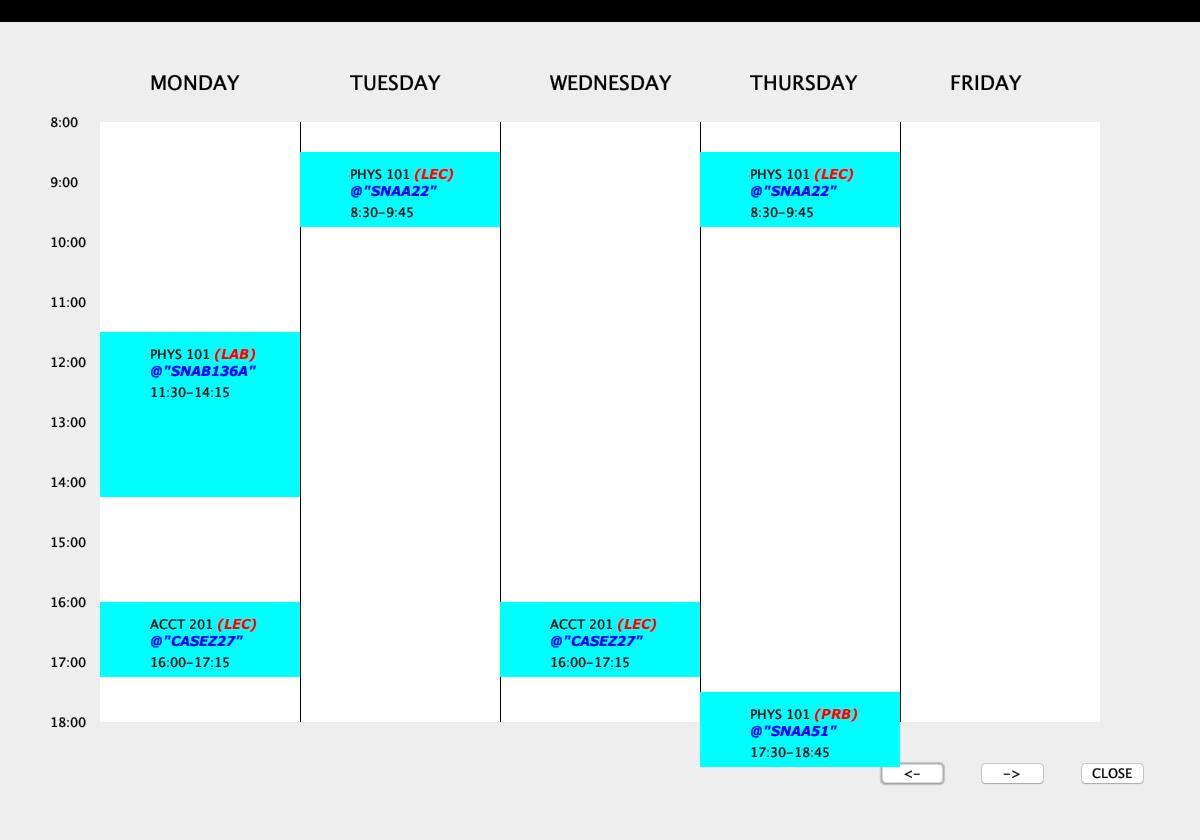 MONDAY TUESDAY WEDNESDAY THURSDAY FRIDAY
8:00
PHYS 101 (LEC)
@"SNAA22"
8:30-9:45
PHYS 101 (LEC)
@"SNAA22"
8:30-9:45
9:00
10:00
11:00
PHYS 101 (LAB)
@"SNAB136A"
11:30-14:15
12:00
13:00
14:00
15:00
16:00
ACCT 201 (LEC)
@"CASEZ27"
16:00-17:15
ACCT 201 (LEC)
@"CASEZ27"
16:00-17:15
17:00
PHYS 101 (PRB)
@"SNAA51"
17:30-18:45
18:00
<- -> CLOSE